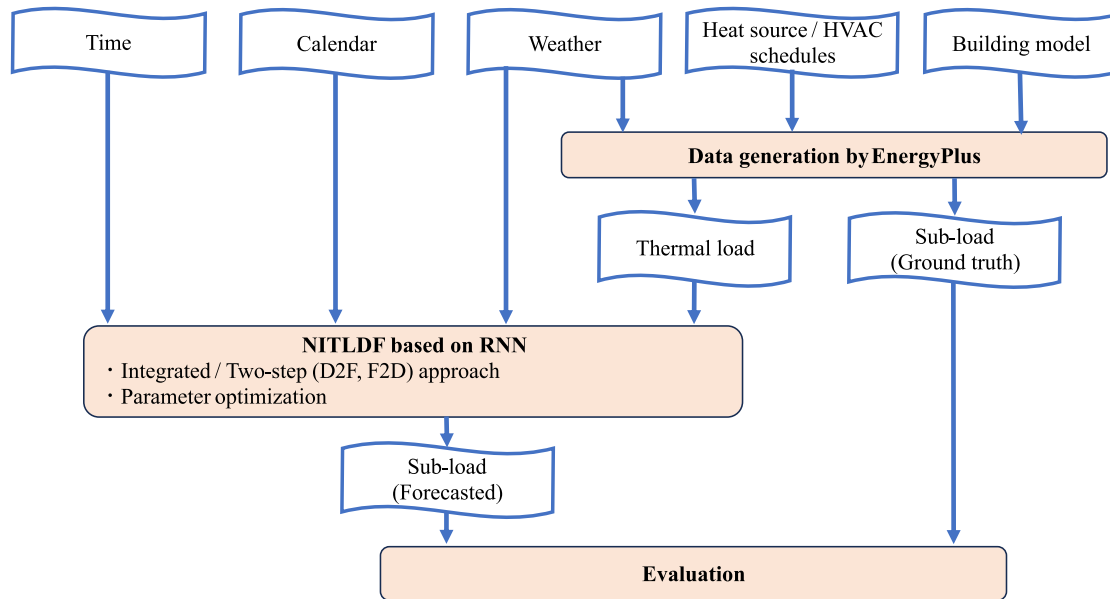 Time
Calendar
Weather
Heat source / HVAC
schedules
Building model
Data generation by EnergyPlus
Thermal load
Sub-load
(Ground truth)
NITLDF based on RNN
・Integrated / Two-step (D2F, F2D) approach
・Parameter optimization
Sub-load
(Forecasted)
Evaluation